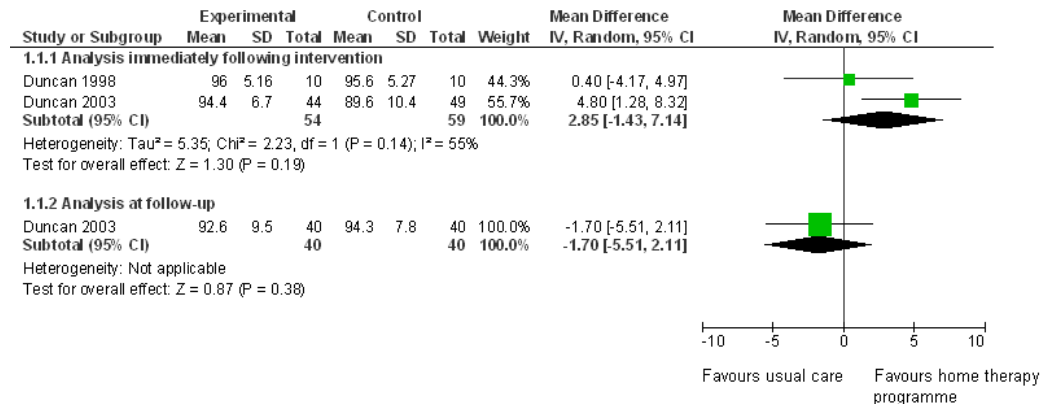 Experimental Control Mean Difference Mean Difference
Study or Subgroup Mean SD Total Mean SD Total Weight IV, Random, 95% CI IV, Random, 95% CI
1.1.1 Analysis immediately following intervention
Duncan 1998 96 5.16 10 95.6 5.27 10 44.3% 0.40 [-4.17, 4.97]
Duncan 2003 94.4 6.7 44 89.6 10.4 49 55.7% 4.80 [1.28, 8.32]
Subtotal (95% CI) 54 59 100.0% 2.85 [-1.43, 7.14]
Heterogeneity: Tau² = 5.35; Chi² = 2.23, df = 1 (P = 0.14); I² = 55%
Test for overall effect: Z = 1.30 (P = 0.19)
1.1.2 Analysis at follow-up
Duncan 2003 92.6 9.5 40 94.3 7.8 40 100.0% -1.70 [-5.51, 2.11]
Subtotal (95% CI) 40 40 100.0% -1.70 [-5.51, 2.11]
Heterogeneity: Not applicable
Test for overall effect: Z = 0.87 (P = 0.38)
-10 -5 0 5 10
Favours usual care Favours home therapy
programme